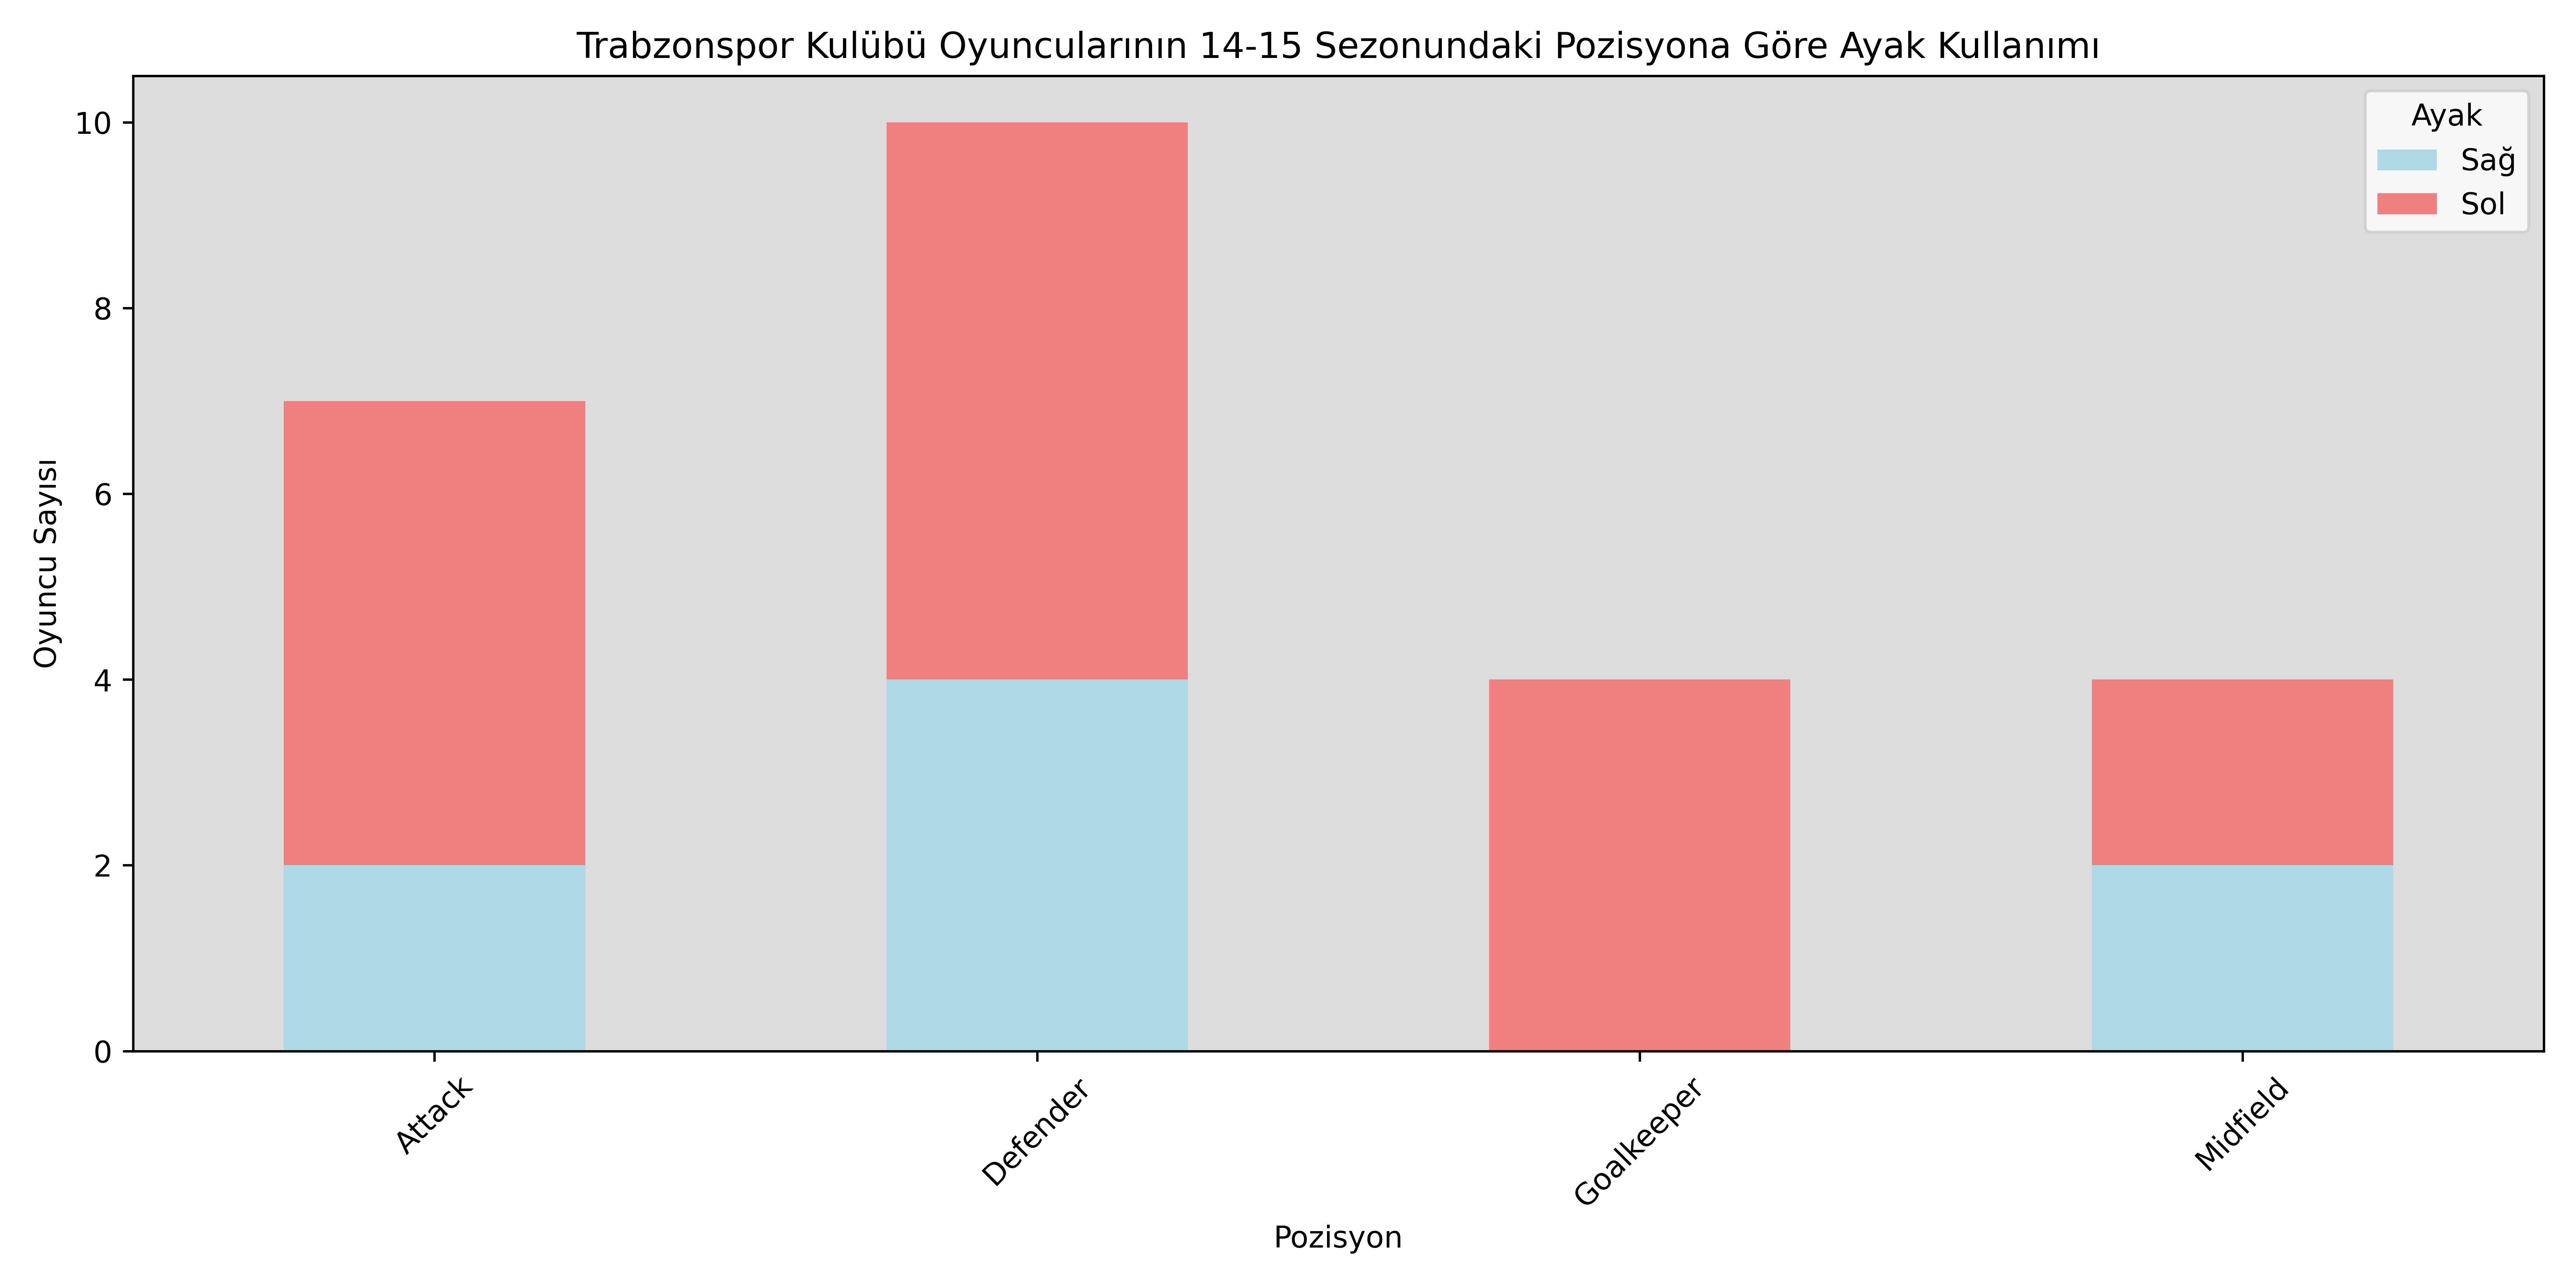 Trabzonspor Kulübü Oyuncularının 14-15 Sezonundaki Pozisyona Göre Ayak Kullanımı
Ayak
Sağ
Sol
Oyuncu Sayısı
10
8
6
4
2
0
Attack
Defender
Goalkeeper
Midfield
Pozisyon